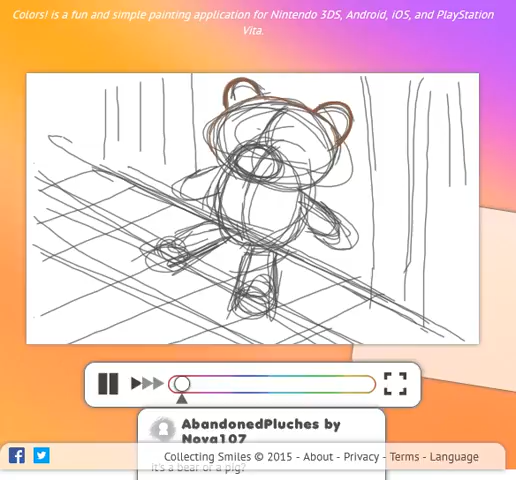 Colors! is a fun and simple painting application for Nintendo 3DS, Android, iOS, and PlayStation
Vita.
AbandonedPluches by
Nova107
Collecting Smiles © 2015 - About - Privacy - Terms - Language
it's a bear or a pig?